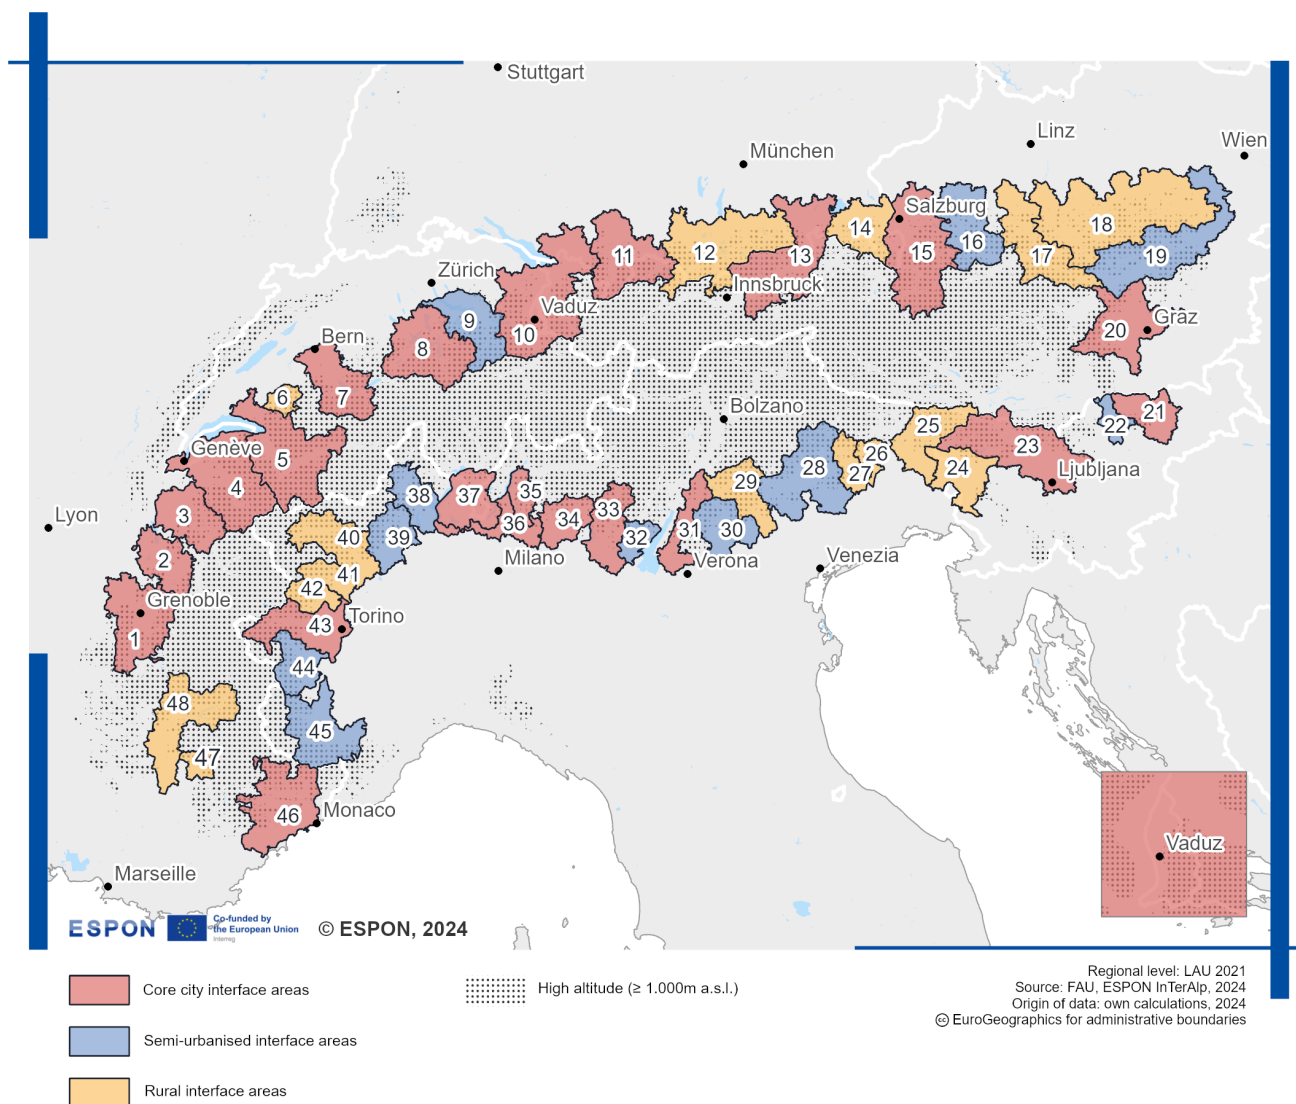 Stuttgart
Linz
München
Wien
Salzburg
18
11
14
12
13
15
16
17
19
Zürich
Innsbruck
Vaduz
9
10
Bern
8
Graz
20
7
6
Bolzano
21
22
25
Genève
5
23
26
28
24
Ljubljana
27
4
29
38
37
35
3
34
33
36
30
31
Lyon
40
39
32
2
Milano
Verona
Venezia
41
42
Grenoble
43
Torino
1
44
48
45
47
46
Monaco
Vaduz
Marseille
ESPON
Co-funded by
the European Union
Interreg
© ESPON, 2024
Core city interface areas
High altitude (≥ 1.000m a.s.l.)
Semi-urbanised interface areas
Rural interface areas
Regional level: LAU 2021
Source: FAU, ESPON InTerAlp, 2024
Origin of data: own calculations, 2024
cc EuroGeographics for administrative boundaries